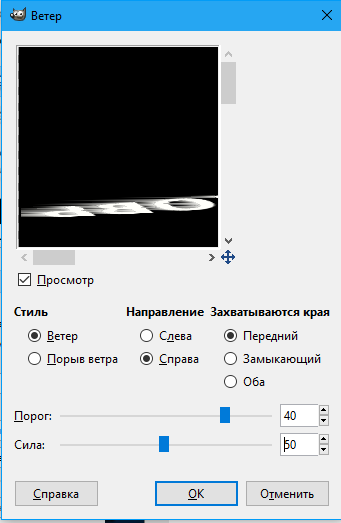 Ветер
Просмотр
Стиль Направление Захватываются края
Ветер Слева Передний
Порыв ветра Справа Замыкающий
Оба
Порог: 40
Сила: 50
Справка OK Отменить